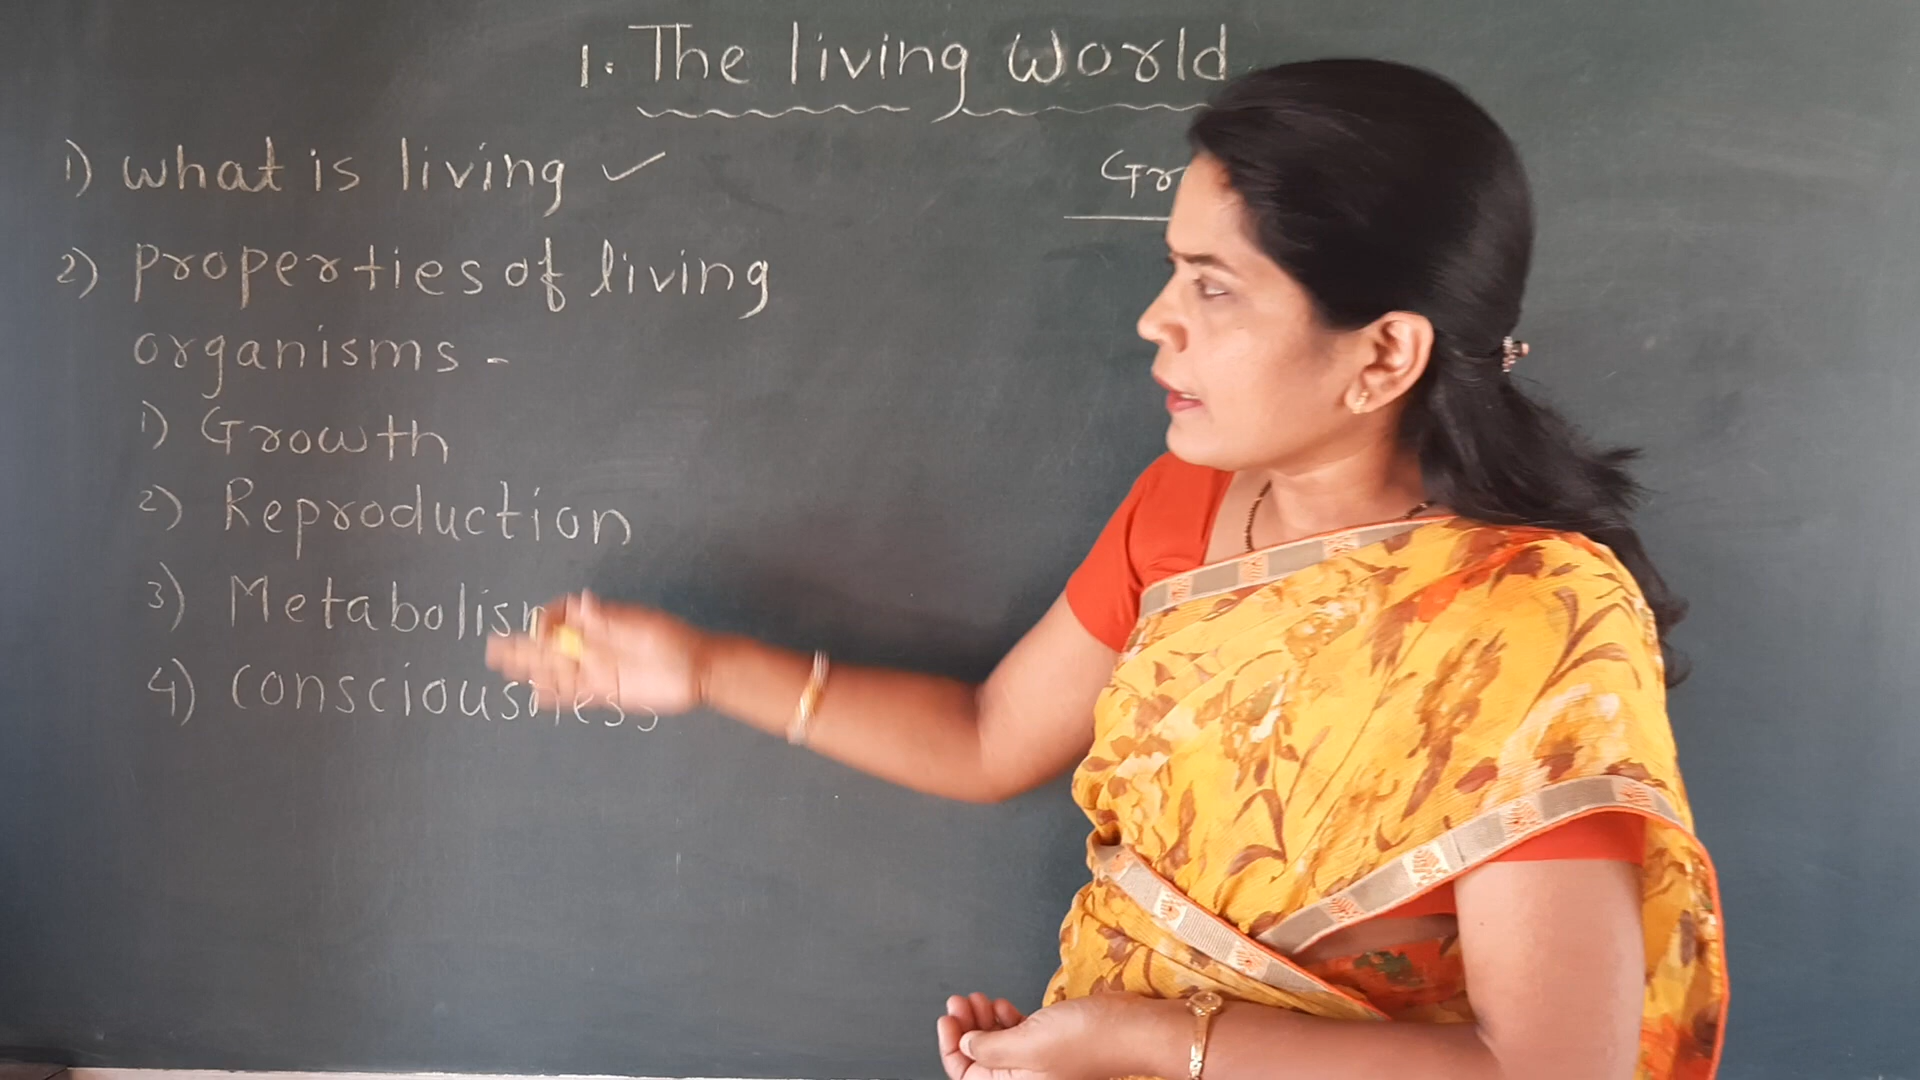 1. The living world
1) what is living ✓
2) properties of living
organisms -
1) Growth
2) Reproduction
3) Metabolism
4) consciousness